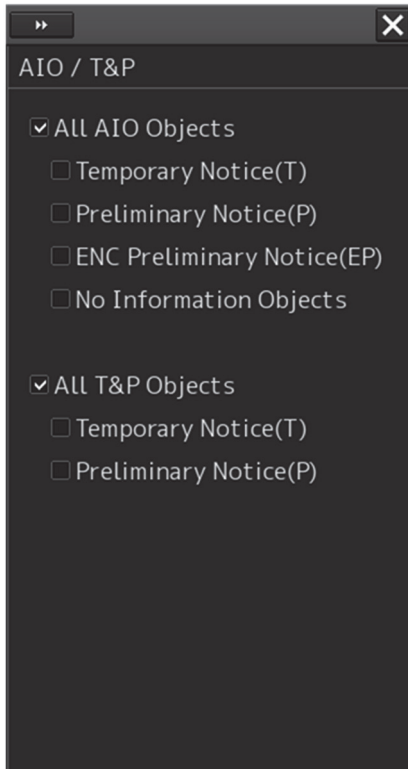 AIO / T&P
All AIO Objects
Temporary Notice(T)
Preliminary Notice(P)
ENC Preliminary Notice(EP)
No Information Objects
All T&P Objects
Temporary Notice(T)
Preliminary Notice(P)